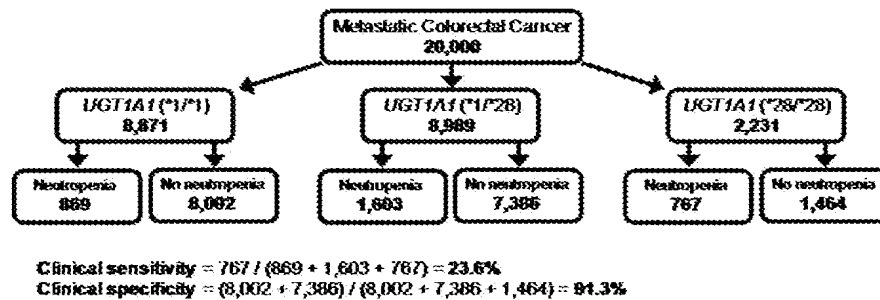 Metastatic Colorectal Cancer
20,000
UGT1A1 (*1/*1)
8,871
UGT1A1 (*1/*28)
8,989
UGT1A1 (*28/*28)
2,231
Neutropenia
869
No neutropenia
8,002
Neutropenia
1,603
No neutropenia
7,386
Neutropenia
767
No neutropenia
1,464
Clinical sensitivity = 767 / (869 + 1,603 + 767) = 23.6%
Clinical specificity = (8,002 + 7,386) / (8,002 + 7,386 + 1,464) = 91.3%